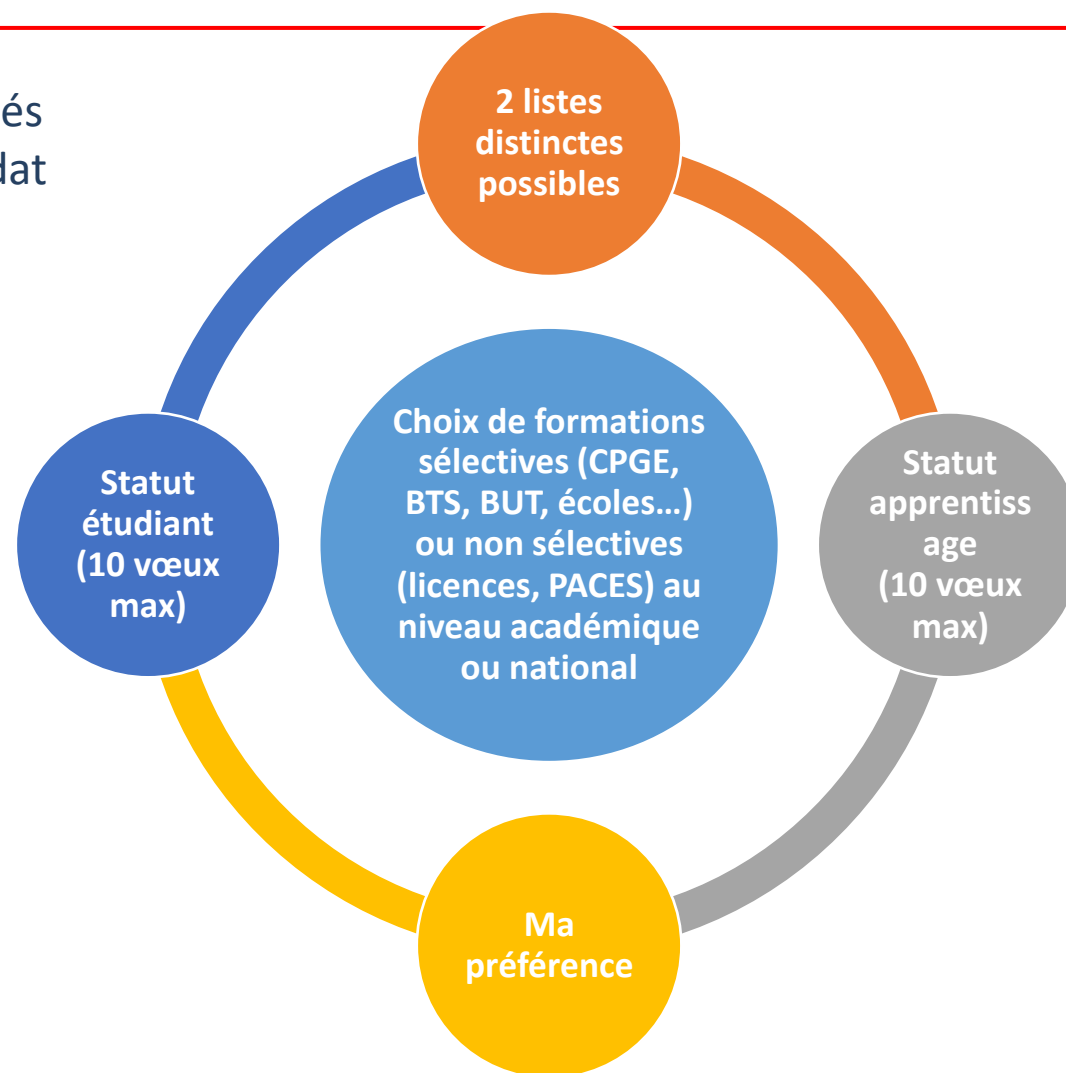 és
dat
2 listes
distinctes
possibles
Choix de formations
sélectives (CPGE,
BTS, BUT, écoles…)
ou non sélectives
(licences, PACES) au
niveau académique
ou national
Statut
étudiant
(10 vœux
max)
Statut
apprentiss
age
(10 vœux
max)
Ma
préférence